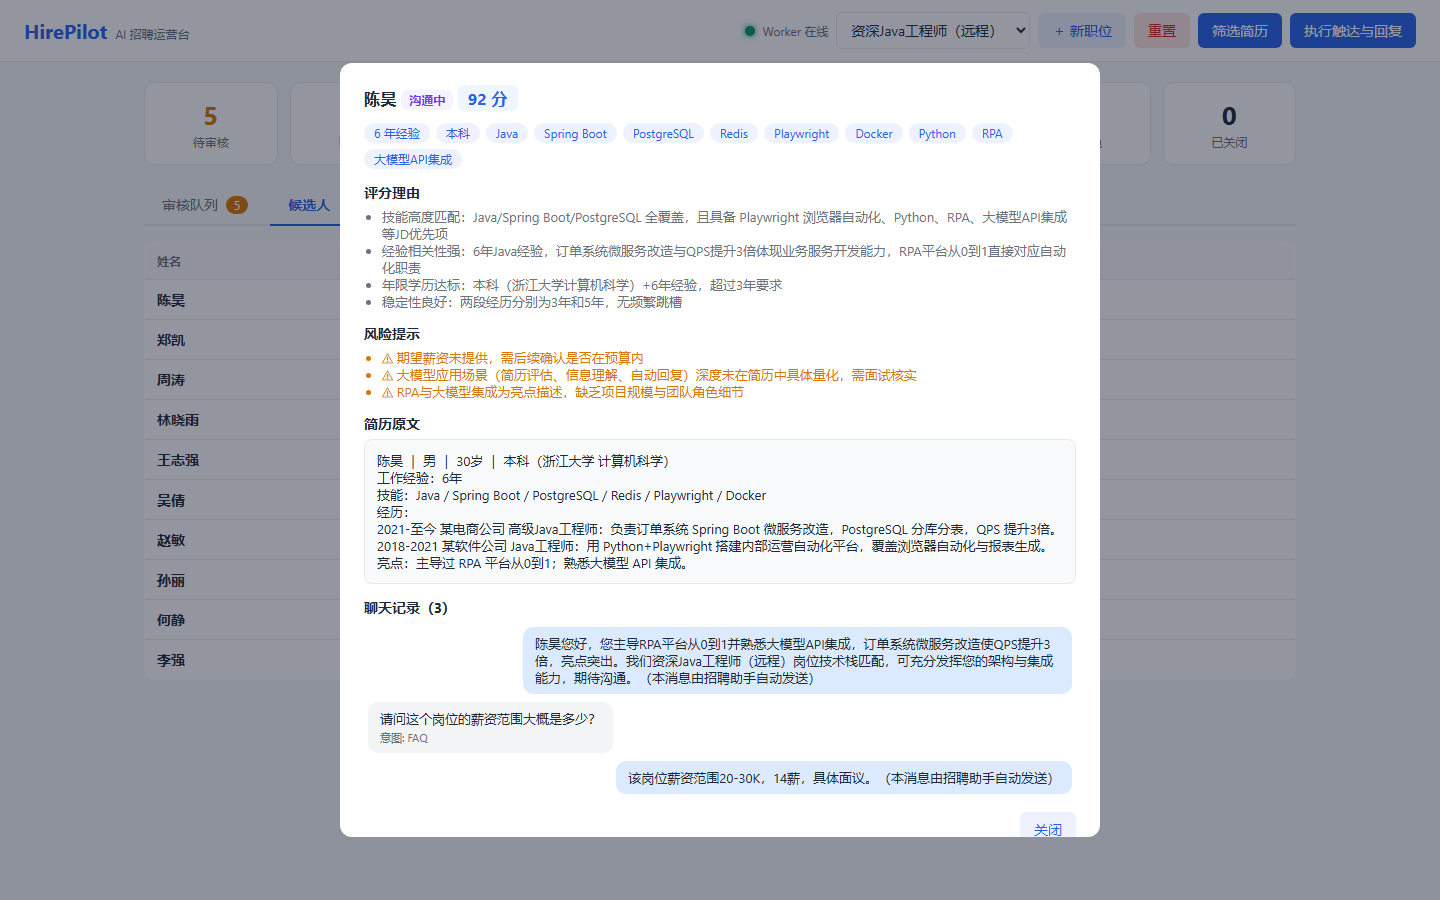 HirePilot AI 招聘运营台
Worker 在线
资深Java工程师（远程）
+ 新职位
重置
筛选简历
执行触达与回复
5
待审核
0
已关闭
审核队列 5
候选人
姓名
陈昊
郑凯
周涛
林晓雨
王志强
吴倩
赵敏
孙丽
何静
李强
陈昊 沟通中 92 分
6 年经验 本科 Java Spring Boot PostgreSQL Redis Playwright Docker Python RPA
大模型API集成
评分理由
技能高度匹配：Java/Spring Boot/PostgreSQL 全覆盖，且具备 Playwright 浏览器自动化、Python、RPA、大模型API集成
等JD优先项
经验相关性强：6年Java经验，订单系统微服务改造与QPS提升3倍体现业务服务开发能力，RPA平台从0到1直接对应自动
化职责
年限学历达标：本科（浙江大学计算机科学）+6年经验，超过3年要求
稳定性良好：两段经历分别为3年和5年，无频繁跳槽
风险提示
⚠ 期望薪资未提供，需后续确认是否在预算内
⚠ 大模型应用场景（简历评估、信息理解、自动回复）深度未在简历中具体量化，需面试核实
⚠ RPA与大模型集成为亮点描述，缺乏项目规模与团队角色细节
简历原文
陈昊 | 男 | 30岁 | 本科（浙江大学 计算机科学）
工作经验：6年
技能：Java / Spring Boot / PostgreSQL / Redis / Playwright / Docker
经历：
2021-至今 某电商公司 高级Java工程师：负责订单系统 Spring Boot 微服务改造，PostgreSQL 分库分表，QPS 提升3倍。
2018-2021 某软件公司 Java工程师：用 Python+Playwright 搭建内部运营自动化平台，覆盖浏览器自动化与报表生成。
亮点：主导过 RPA 平台从0到1；熟悉大模型 API 集成。
聊天记录（3）
陈昊您好，您主导RPA平台从0到1并熟悉大模型API集成，订单系统微服务改造使QPS提升3
倍，亮点突出。我们资深Java工程师（远程）岗位技术栈匹配，可充分发挥您的架构与集成
能力，期待沟通。（本消息由招聘助手自动发送）
请问这个岗位的薪资范围大概是多少？
意图: FAQ
该岗位薪资范围20-30K，14薪，具体面议。（本消息由招聘助手自动发送）
关闭